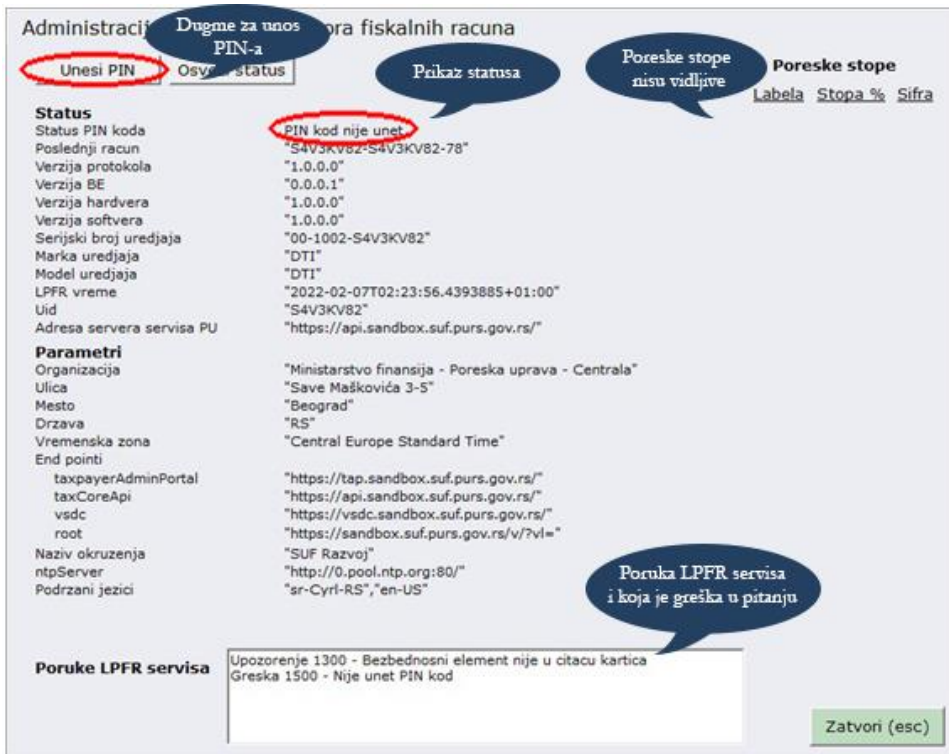 Administracij ora fiskalnih racuna
Dugme za unos
PIN-a
Unesi PIN
Osv status
Prikaz statusa
Poreske stope
nisu vidljive
Poreske stope
Labela Stopa % Sifra
Status
Status PIN koda PIN kod nije unet
Poslednji racun "S4V3KV82-S4V3KV82-78"
Verzija protokola "1.0.0.0"
Verzija BE "0.0.0.1"
Verzija hardvera "1.0.0.0"
Verzija softvera "1.0.0.0"
Serijski broj uredjaja "00-1002-S4V3KV82"
Marka uredjaja "DTI"
Model uredjaja "DTI"
LPFR vreme "2022-02-07T02:23:56.4393885+01:00"
Uid "S4V3KV82"
Adresa servera servisa PU "https://api.sandbox.suf.purs.gov.rs/"
Parametri
Organizacija "Ministarstvo finansija - Poreska uprava - Centrala"
Ulica "Save Maškovića 3-5"
Mesto "Beograd"
Drzava "RS"
Vremenska zona "Central Europe Standard Time"
End pointi
taxpayerAdminPortal "https://tap.sandbox.suf.purs.gov.rs/"
taxCoreApi "https://api.sandbox.suf.purs.gov.rs/"
vsdc "https://vsdc.sandbox.suf.purs.gov.rs/"
root "https://sandbox.suf.purs.gov.rs/v/?vl="
Naziv okruzenja "SUF Razvoj"
ntpServer "http://0.pool.ntp.org:80/"
Podrzani jezici "sr-Cyrl-RS","en-US"
Poruka LPFR servisa
i koja je greška u pitanju
Poruke LPFR servisa
Upozorenje 1300 - Bezbednosni element nije u citacu kartica
Greska 1500 - Nije unet PIN kod
Zatvori (esc)